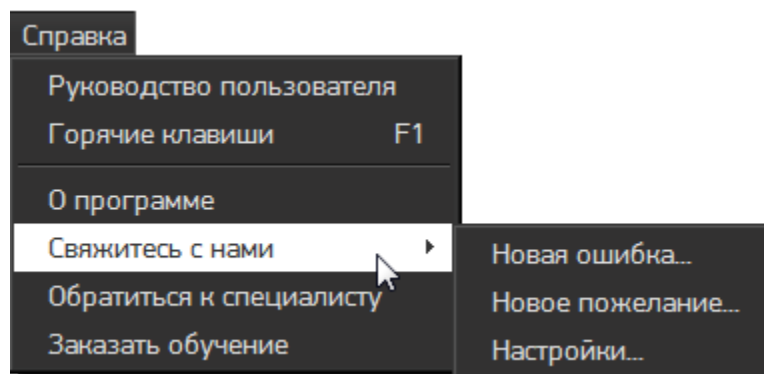 Справка
Руководство пользователя
Горячие клавиши F1
О программе
Свяжитесь с нами
Обратиться к специалисту
Заказать обучение
Новая ошибка...
Новое пожелание...
Настройки...